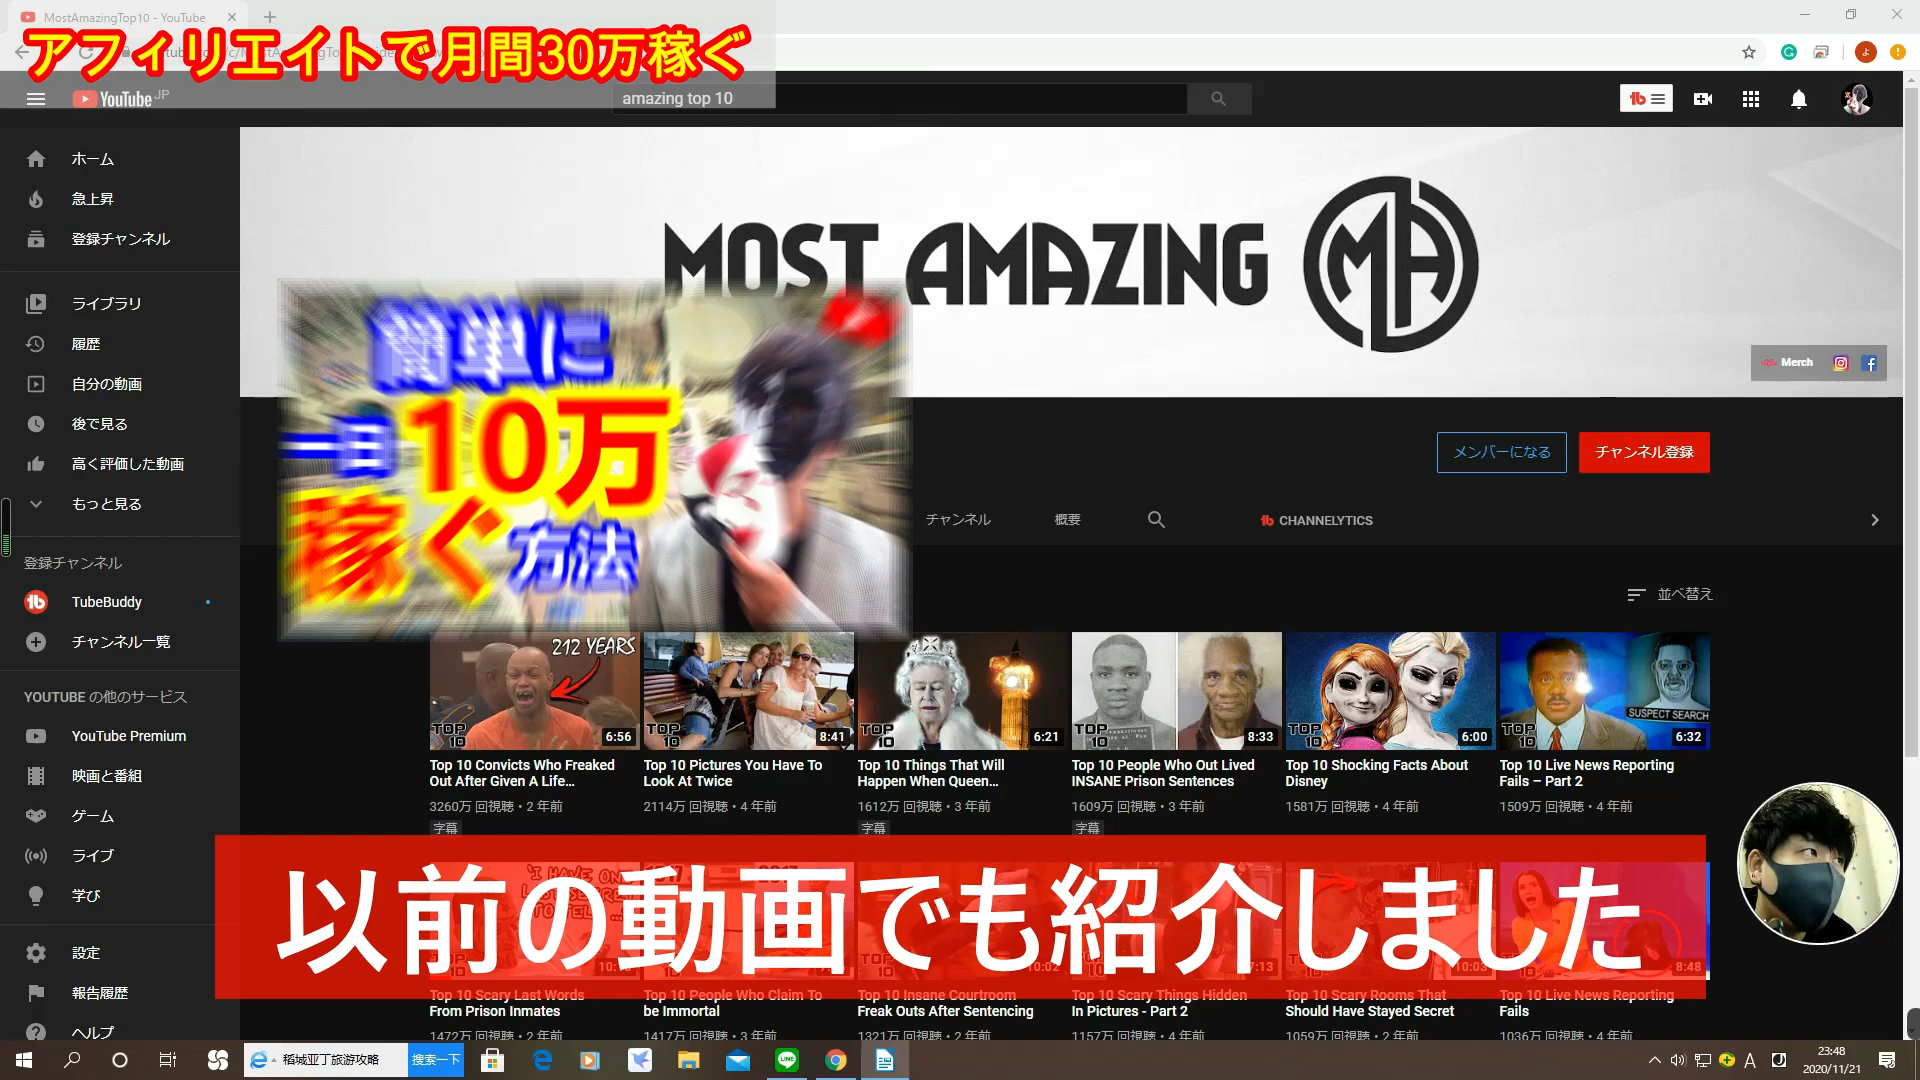 MostAmazingTop10 - YouTube
アフィリエイトで月間30万稼ぐ
YouTube JP
amazing top 10
ホーム
急上昇
登録チャンネル
ライブラリ
履歴
自分の動画
後で見る
高く評価した動画
もっと見る
登録チャンネル
TubeBuddy
チャンネル一覧
YOUTUBE の他のサービス
YouTube Premium
映画と番組
ゲーム
ライブ
学び
設定
報告履歴
ヘルプ
MOST AMAZING
MA
Merch
簡単に
一日10万
稼ぐ方法
メンバーになる
チャンネル登録
チャンネル
概要
CHANNELYTICS
並べ替え
212 YEARS
TOP 10
6:56
TOP 10
8:41
TOP 10
6:21
TOP 10
8:33
TOP 10
6:00
SUSPECT SEARCH
TOP 10
6:32
Top 10 Convicts Who Freaked
Out After Given A Life...
3260万 回視聴・2 年前
字幕
Top 10 Pictures You Have To
Look At Twice
2114万 回視聴・4 年前
Top 10 Things That Will
Happen When Queen...
1612万 回視聴・3 年前
字幕
Top 10 People Who Out Lived
INSANE Prison Sentences
1609万 回視聴・3 年前
字幕
Top 10 Shocking Facts About
Disney
1581万 回視聴・4 年前
Top 10 Live News Reporting
Fails – Part 2
1509万 回視聴・4 年前
以前の動画でも紹介しました
10:02
7:13
10:03
8:48
Top 10 Scary Last Words
From Prison Inmates
1472万 回視聴・2 年前
Top 10 People Who Claim To
be Immortal
1417万 回視聴・3 年前
Top 10 Insane Courtroom
Freak Outs After Sentencing
1321万 回視聴・2 年前
Top 10 Scary Things Hidden
In Pictures - Part 2
1157万 回視聴・4 年前
Top 10 Scary Rooms That
Should Have Stayed Secret
1059万 回視聴・2 年前
Top 10 Live News Reporting
Fails
1036万 回視聴・4 年前
稻城亚丁旅游攻略
搜索一下
LINE
A
23:48
2020/11/21